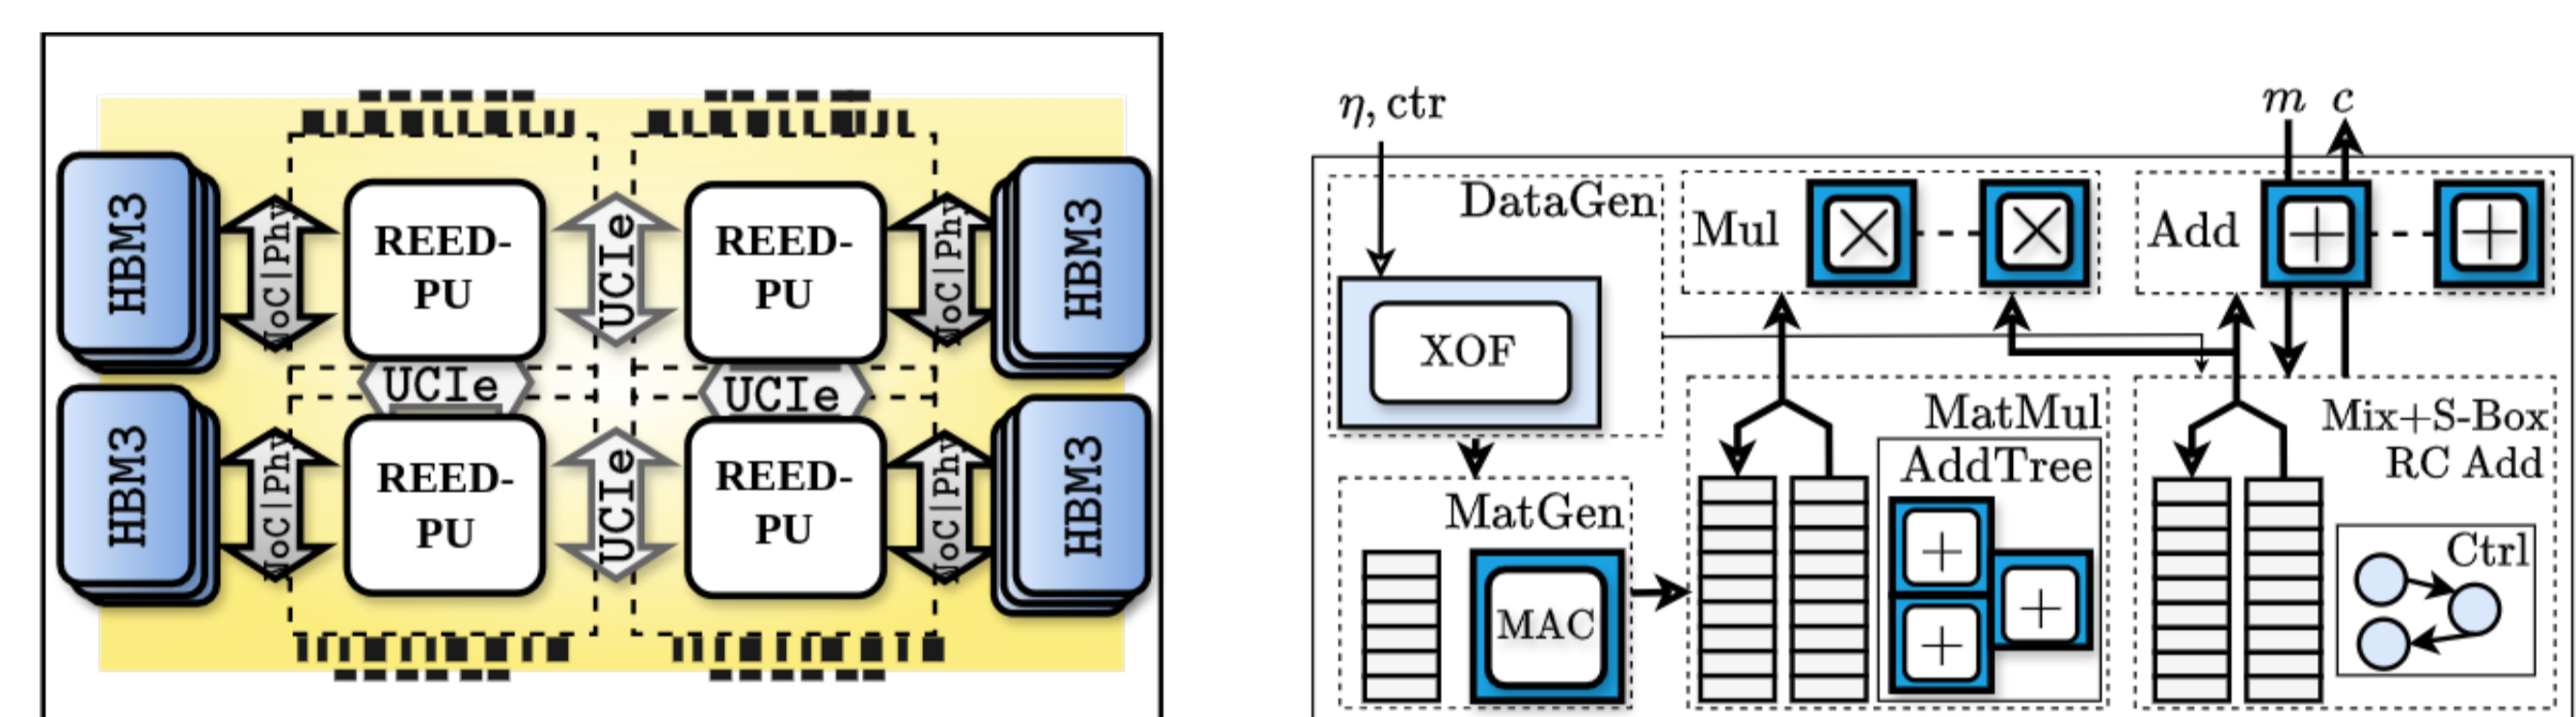 HBM3
NoC|Phy
REED-
PU
UCIe
REED-
PU
NoC|Phy
HBM3
UCIe
UCIe
HBM3
NoC|Phy
REED-
PU
UCIe
REED-
PU
NoC|Phy
HBM3
η, ctr
m c
DataGen
XOF
Mul
Add
MatGen
MAC
MatMul
AddTree
Mix+S-Box
RC Add
Ctrl